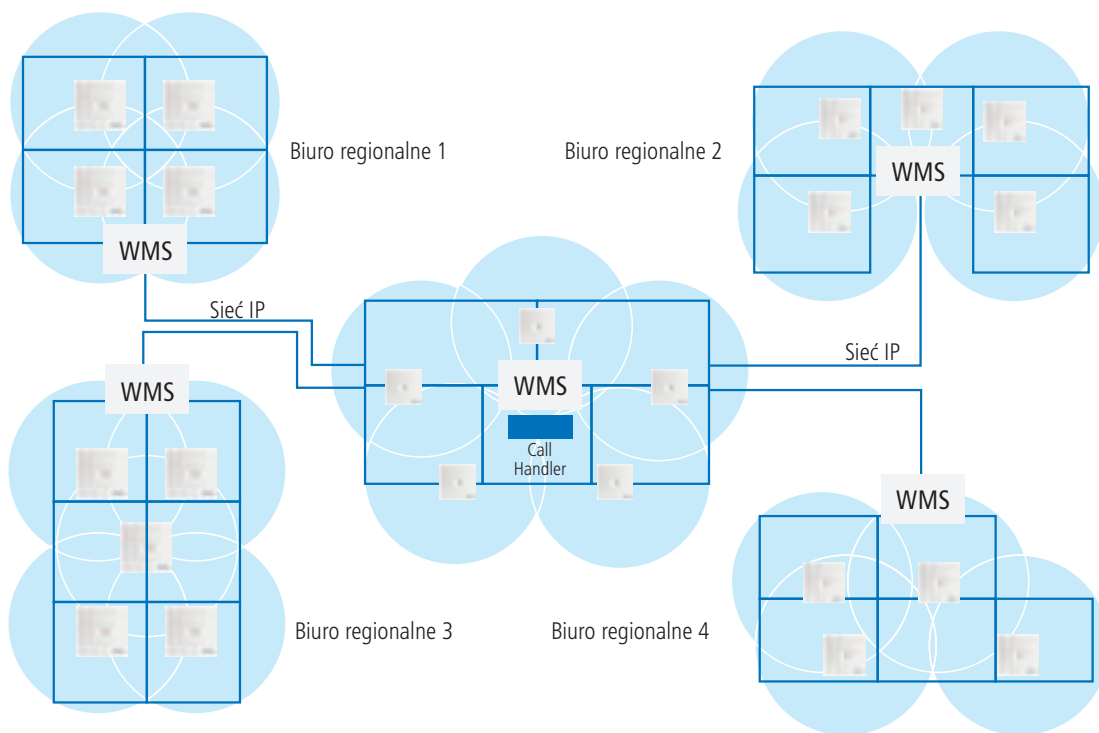 Biuro regionalne 1
Biuro regionalne 2
WMS
WMS
Sieć IP
Sieć IP
WMS
WMS
Call
Handler
WMS
Biuro regionalne 3
Biuro regionalne 4